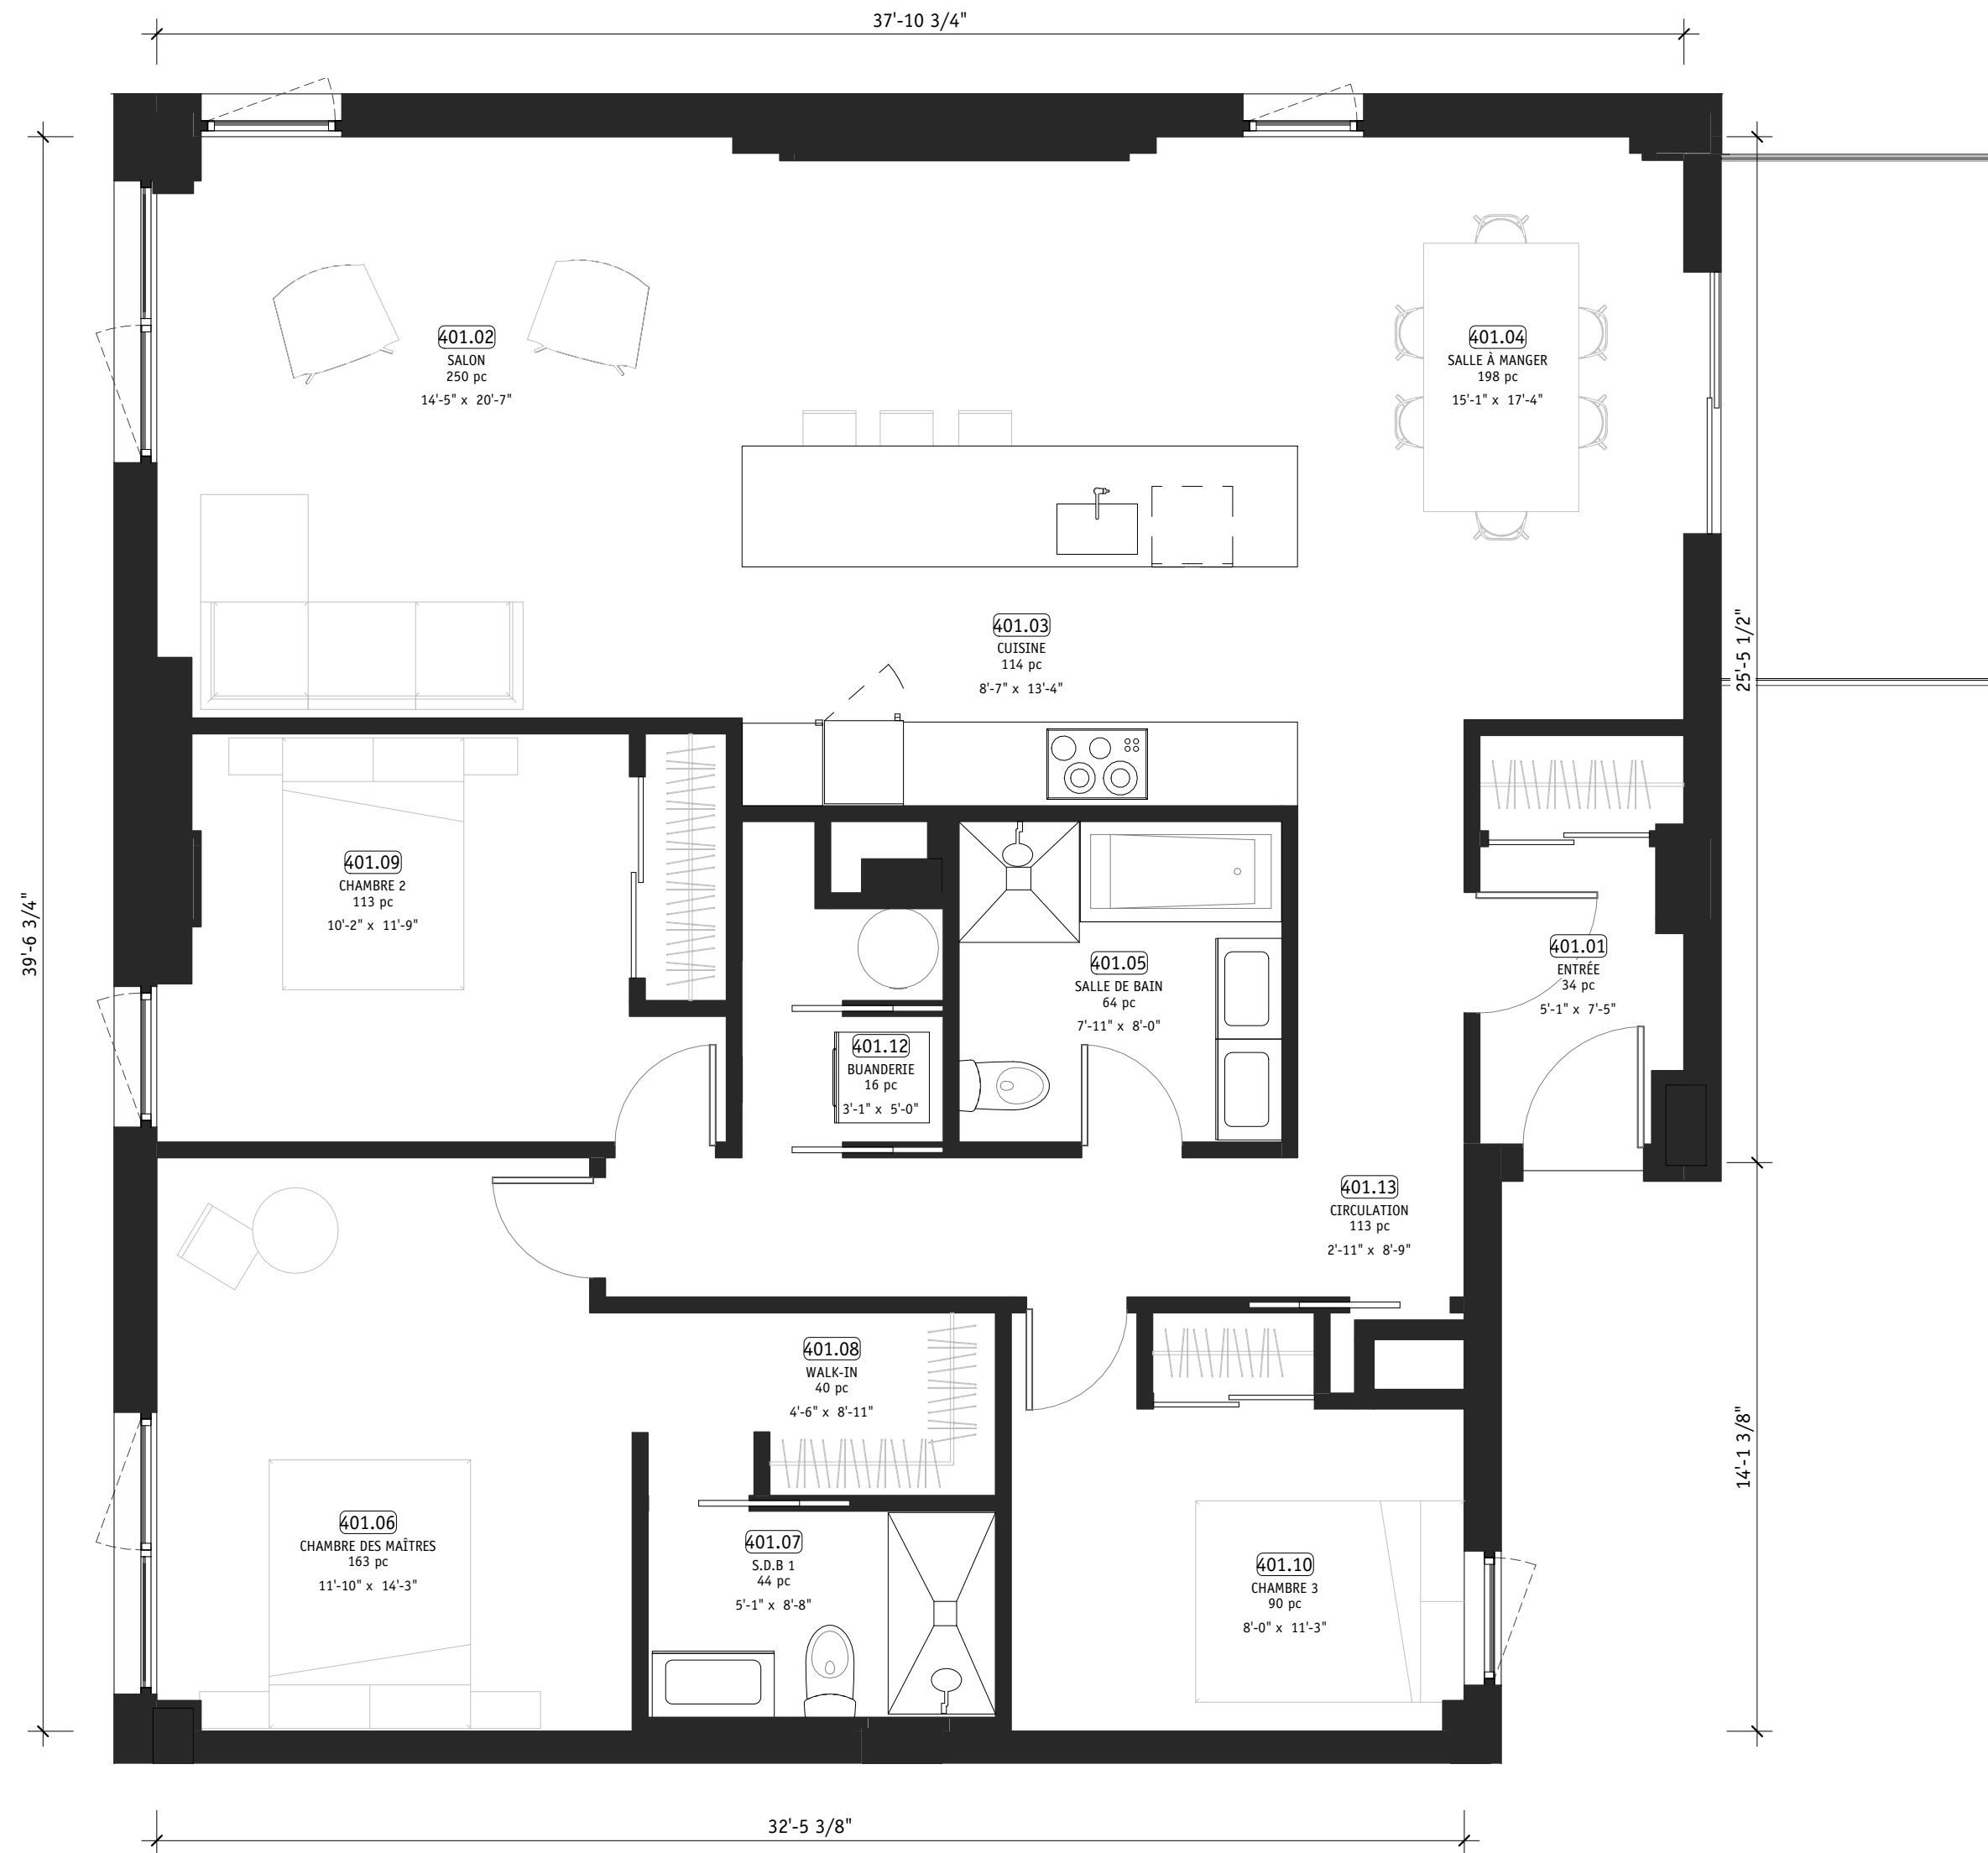 37'-10 3/4"
401.02
SALON
250 pc
14'-5" x 20'-7"
401.04
SALLE À MANGER
198 pc
15'-1" x 17'-4"
401.03
CUISINE
114 pc
8'-7" x 13'-4"
25'-5 1/2"
39'-6 3/4"
401.09
CHAMBRE 2
113 pc
10'-2" x 11'-9"
401.05
SALLE DE BAIN
64 pc
7'-11" x 8'-0"
401.01
ENTRÉE
34 pc
5'-1" x 7'-5"
401.12
BUANDERIE
16 pc
3'-1" x 5'-0"
401.13
CIRCULATION
113 pc
2'-11" x 8'-9"
401.08
WALK-IN
40 pc
4'-6" x 8'-11"
14'-1 3/8"
401.06
CHAMBRE DES MAÎTRES
163 pc
11'-10" x 14'-3"
401.07
S.D.B 1
44 pc
5'-1" x 8'-8"
401.10
CHAMBRE 3
90 pc
8'-0" x 11'-3"
32'-5 3/8"